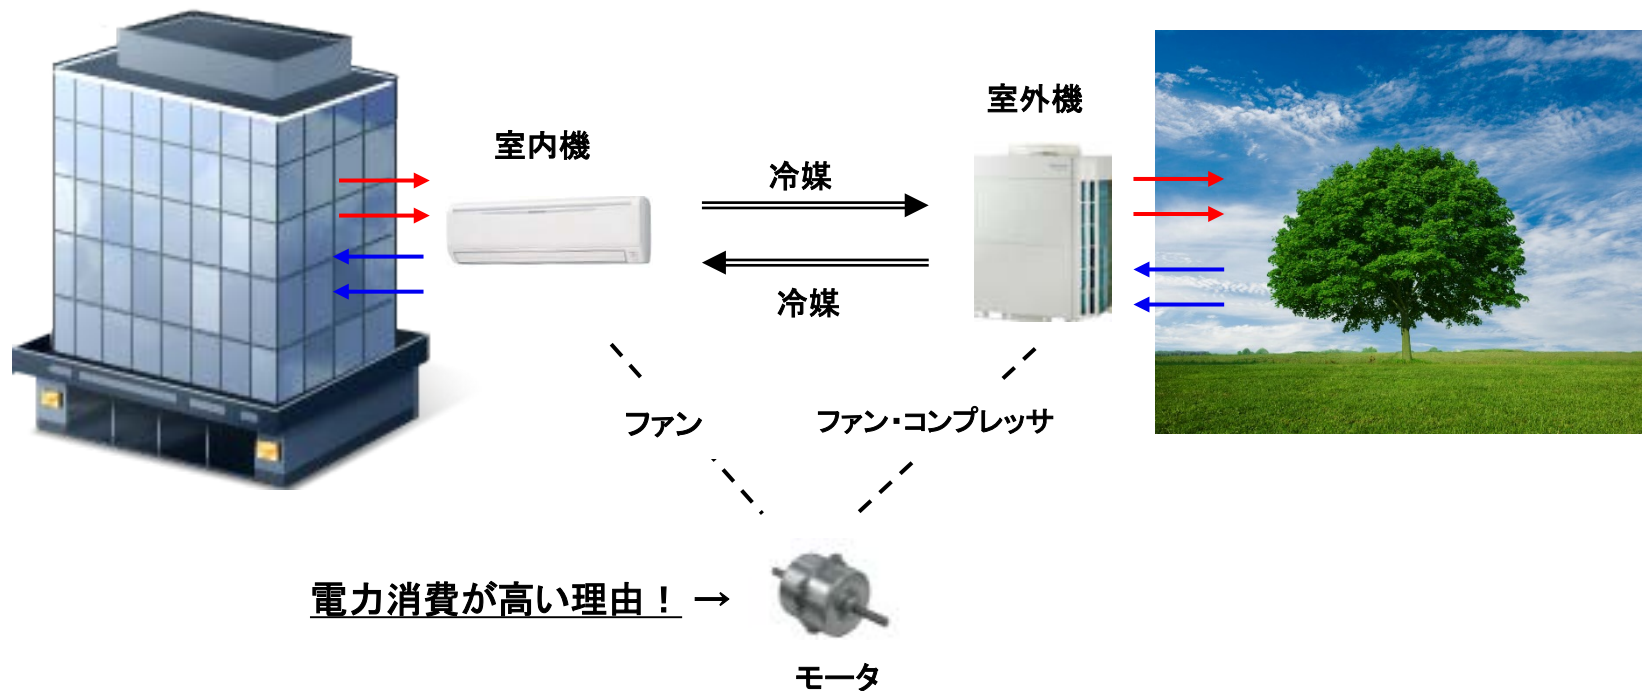 室外機
室内機
冷媒
冷媒
ファン
ファン・コンプレッサ
電力消費が高い理由！ →
モータ